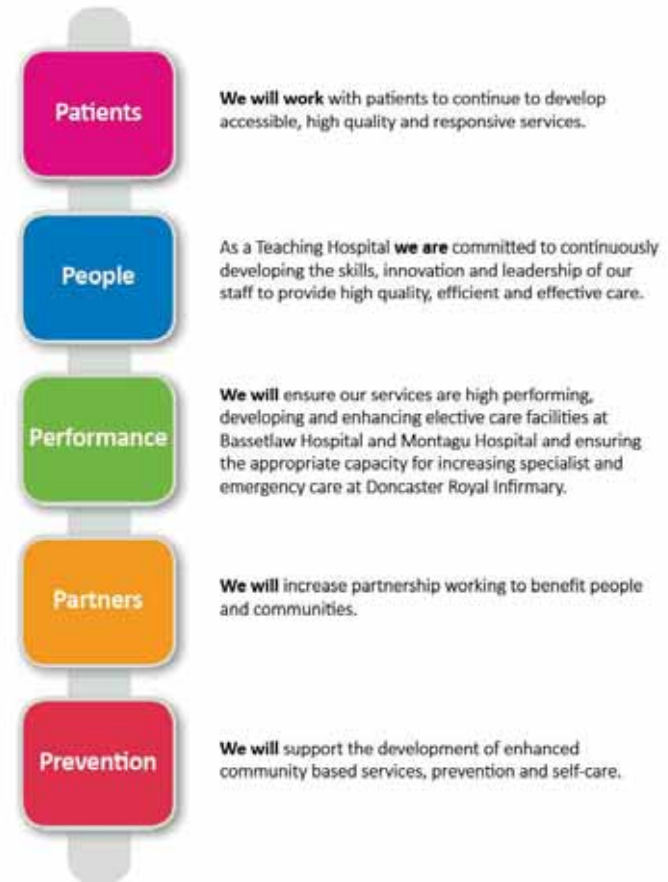 Patients
We will work with patients to continue to develop
accessible, high quality and responsive services.
People
As a Teaching Hospital we are committed to continuously
developing the skills, innovation and leadership of our
staff to provide high quality, efficient and effective care.
Performance
We will ensure our services are high performing,
developing and enhancing elective care facilities at
Bassetlaw Hospital and Montagu Hospital and ensuring
the appropriate capacity for increasing specialist and
emergency care at Doncaster Royal Infirmary.
Partners
We will increase partnership working to benefit people
and communities.
Prevention
We will support the development of enhanced
community based services, prevention and self-care.